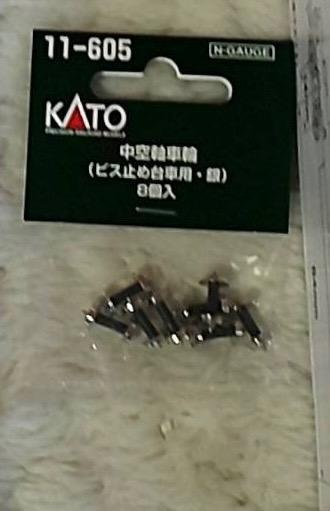 11-605
N-GAUGE
KATO
PRECISION RAILROAD MODELS
中空軸車輪
(ビス止め台車用・銀)
8個入